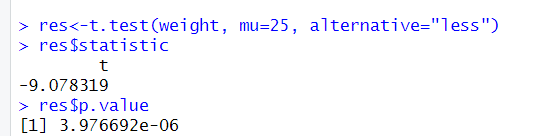 > res<-t.test(weight, mu=25, alternative="less")
> res$statistic
t
-9.078319
> res$p.value
[1] 3.976692e-06